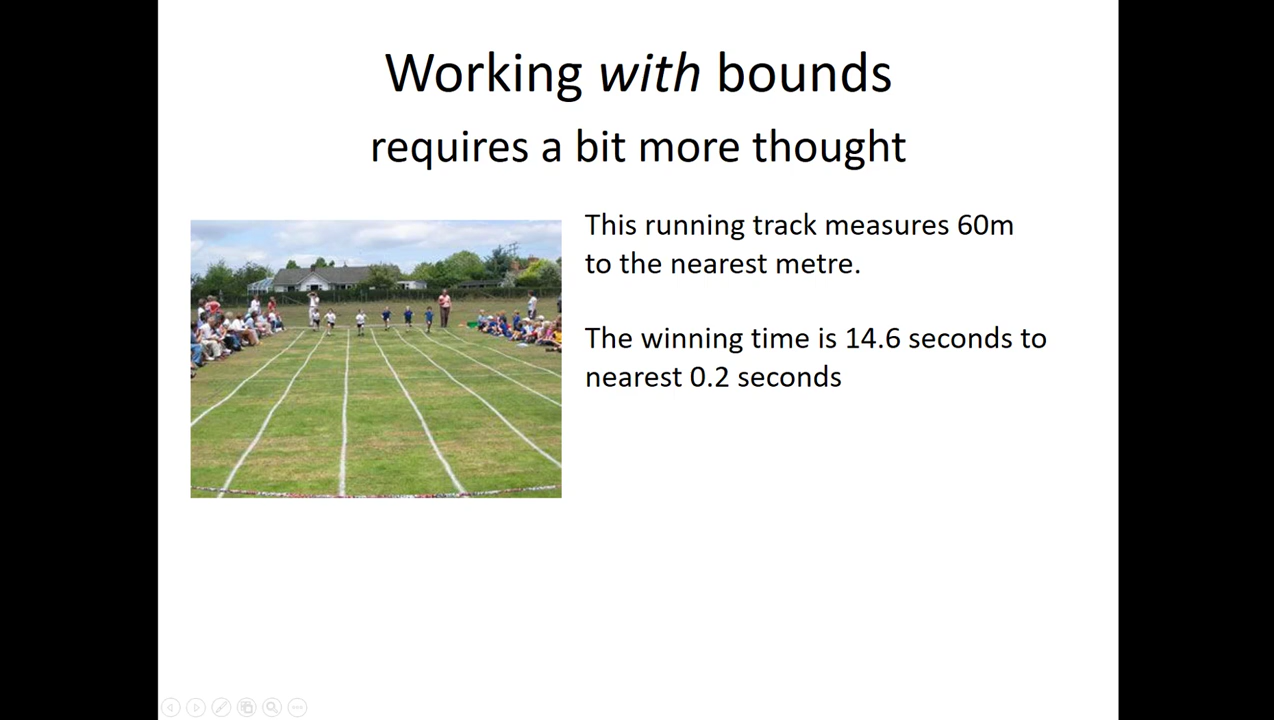 Working with bounds
requires a bit more thought
This running track measures 60m
to the nearest metre.
The winning time is 14.6 seconds to
nearest 0.2 seconds